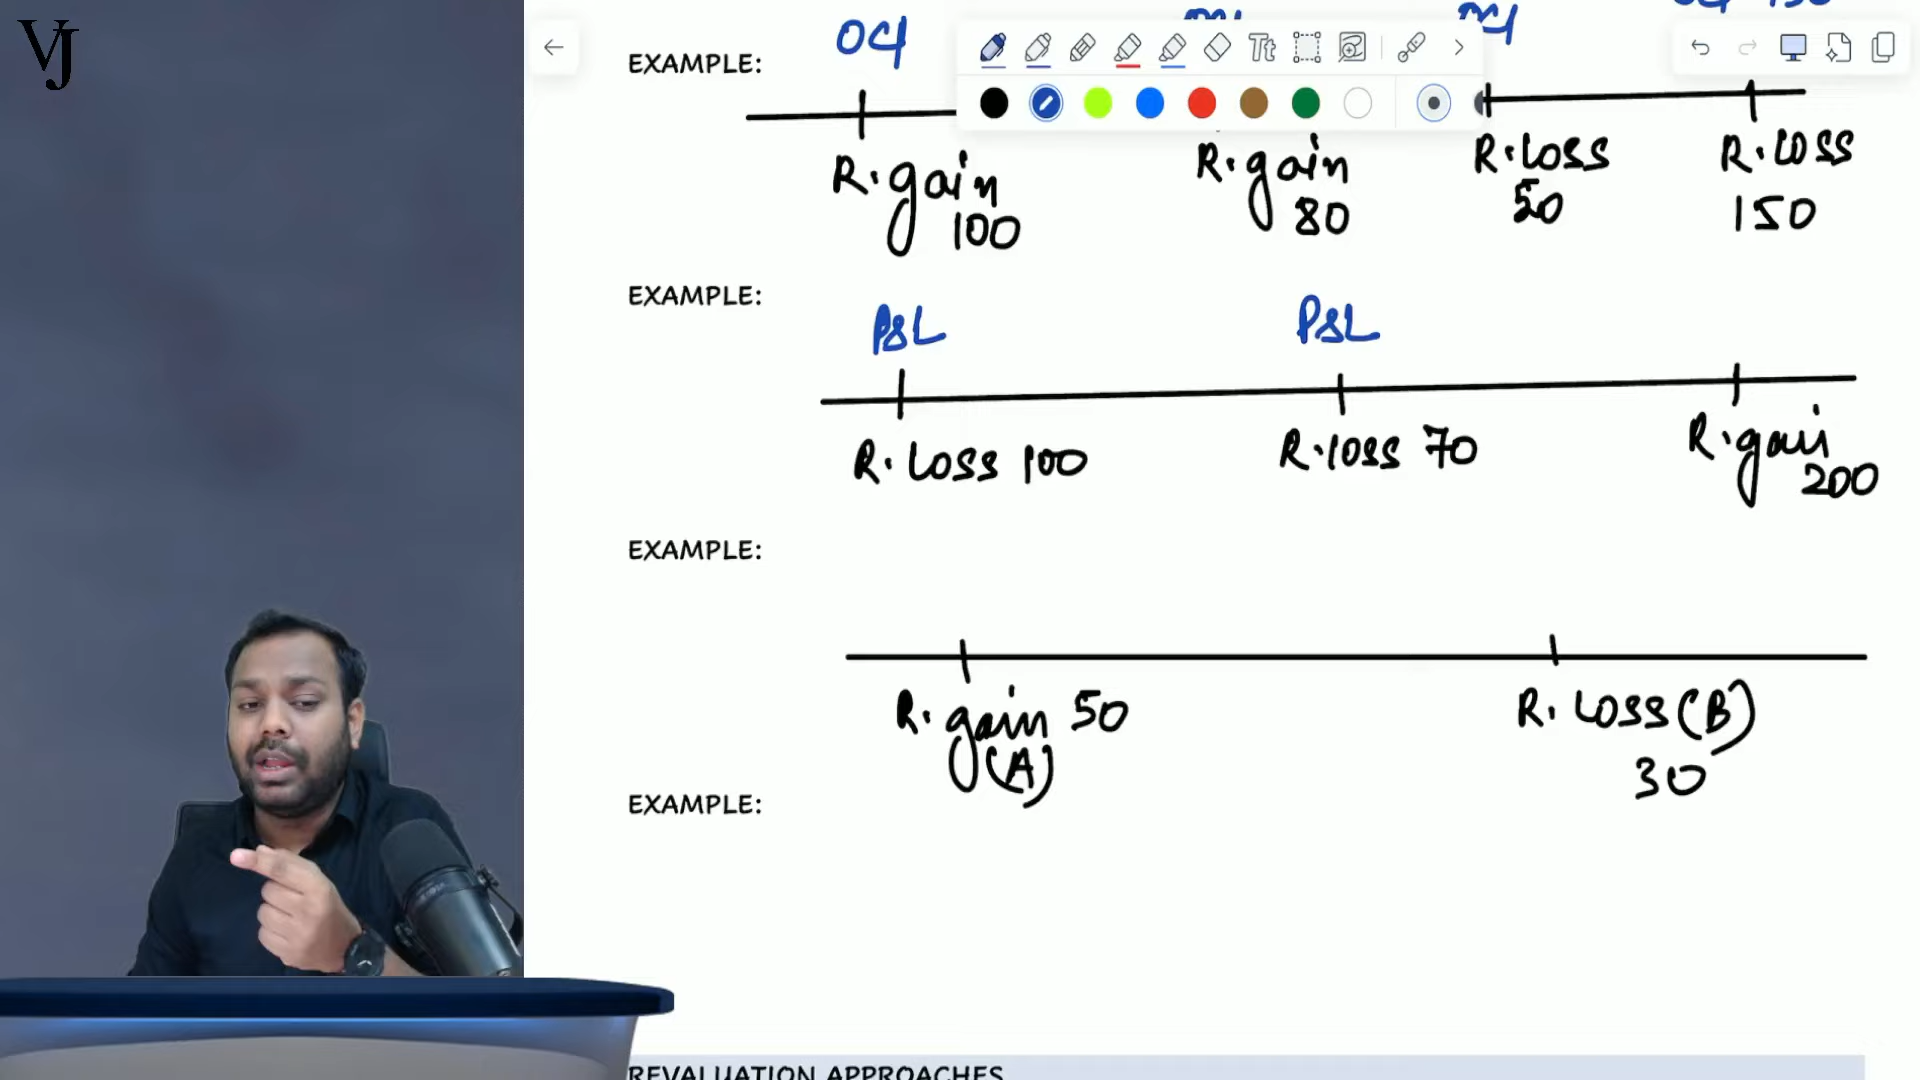 VJ
EXAMPLE:
OCI
Tt
R. gain
100
R. gain
80
R. Loss
50
R. Loss
150
EXAMPLE:
P&L
P&L
R. Loss 100
R. loss 70
R. gain
200
EXAMPLE:
R. gain 50
(A)
R. Loss (B)
30
EXAMPLE:
REVALUATION APPROACHES